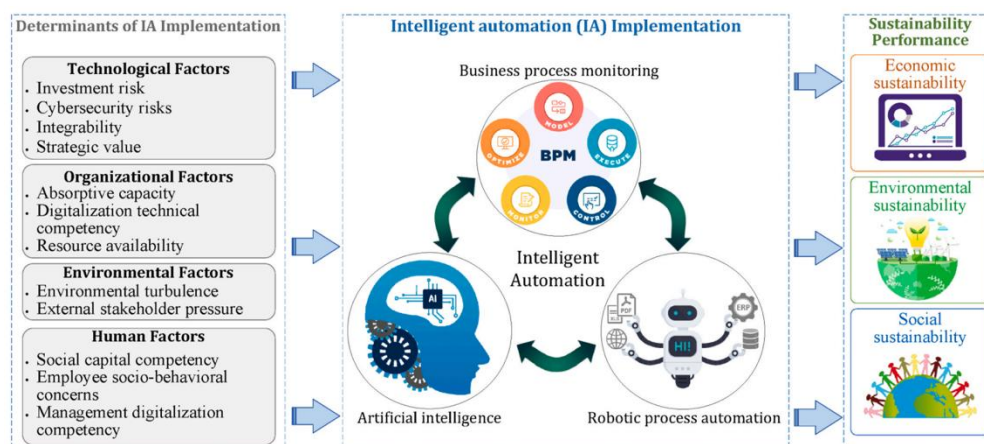 Determinants of IA Implementation
Technological Factors
• Investment risk
• Cybersecurity risks
• Integrability
• Strategic value
Organizational Factors
• Absorptive capacity
• Digitalization technical
competency
• Resource availability
Environmental Factors
• Environmental turbulence
• External stakeholder pressure
Human Factors
• Social capital competency
• Employee socio-behavioral
concerns
• Management digitalization
competency
Intelligent automation (IA) Implementation
Business process monitoring
MODEL
OPTIMIZE
BPM
EXECUTE
MONITOR
CONTROL
Intelligent
Automation
AI
Artificial intelligence
PDF
ERP
HI!
Robotic process automation
Sustainability
Performance
Economic
sustainability
Environmental
sustainability
Social
sustainability